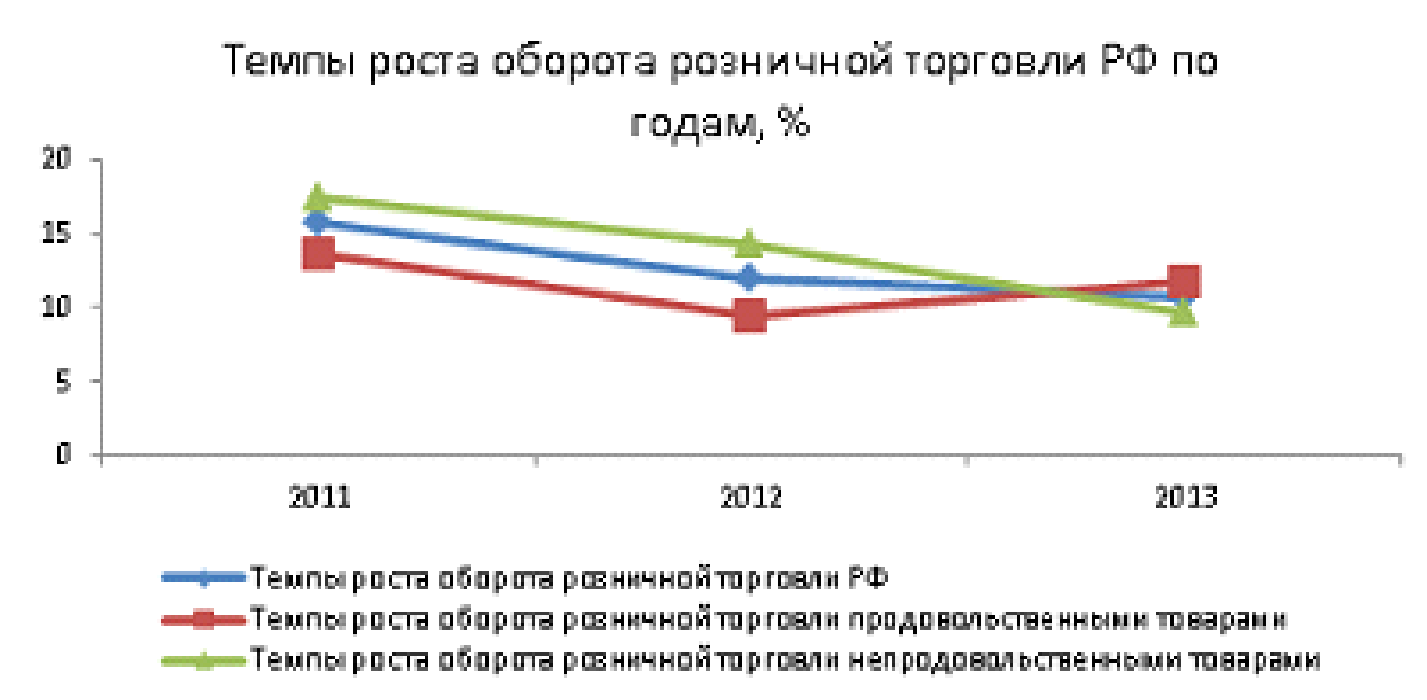 Темпы роста оборота розничной торговли РФ по
годам, %
20
15
10
5
0
2011
2012
2013
Темпы роста оборота розничной торговли РФ
Темпы роста оборота розничной торговли продовольственными товарами
Темпы роста оборота розничной торговли непродовольственными товарами